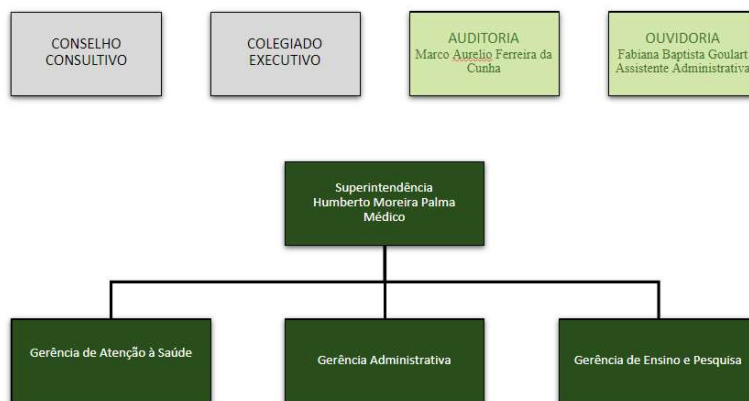 CONSELHO
CONSULTIVO
COLEGIADO
EXECUTIVO
AUDITORIA
Marco Aurelio Ferreira da
Cunha
OUVIDORIA
Fabiana Baptista Goulart
Assistente Administrativa
Superintendência
Humberto Moreira Palma
Médico
Gerência de Atenção à Saúde
Gerência Administrativa
Gerência de Ensino e Pesquisa